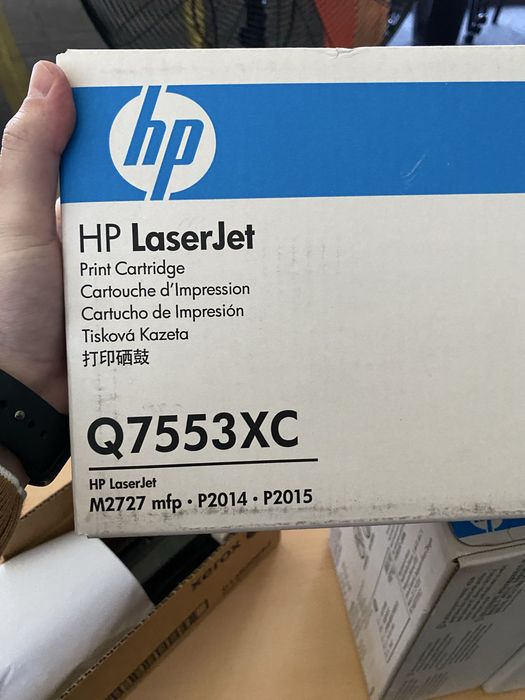 hp
HP LaserJet
Print Cartridge
Cartouche d'Impression
Cartucho de Impresión
Tisková Kazeta
打印硒鼓
Q7553XC
HP LaserJet
M2727 mfp · P2014 · P2015
xerox